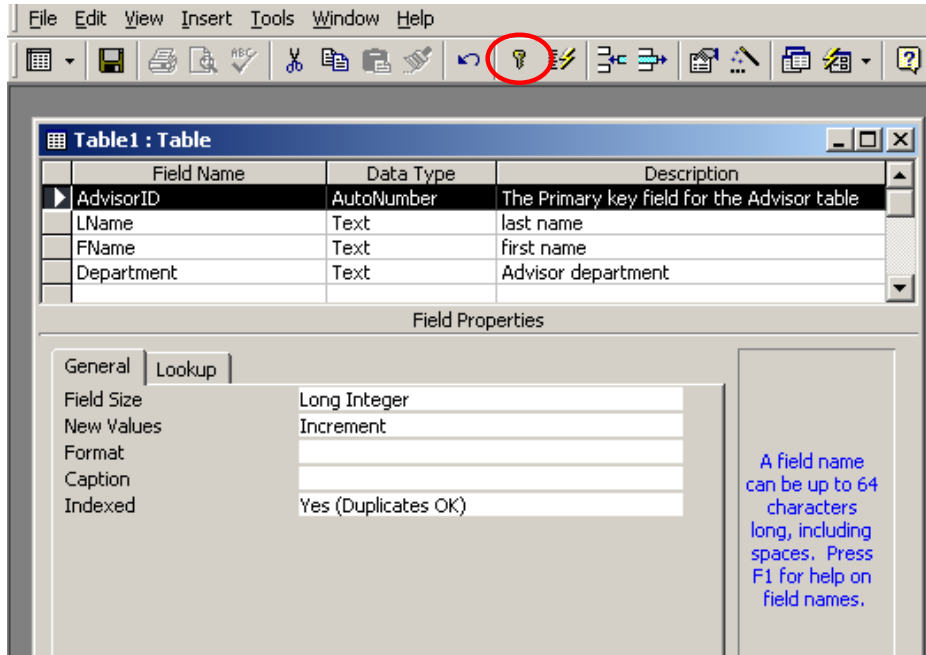 File Edit View Insert Tools Window Help
ABC
Table1 : Table
Field Name Data Type Description
AdvisorID AutoNumber The Primary key field for the Advisor table
LName Text last name
FName Text first name
Department Text Advisor department
Field Properties
General Lookup
Field Size Long Integer
New Values Increment
Format
Caption
Indexed Yes (Duplicates OK)
A field name
can be up to 64
characters
long, including
spaces. Press
F1 for help on
field names.